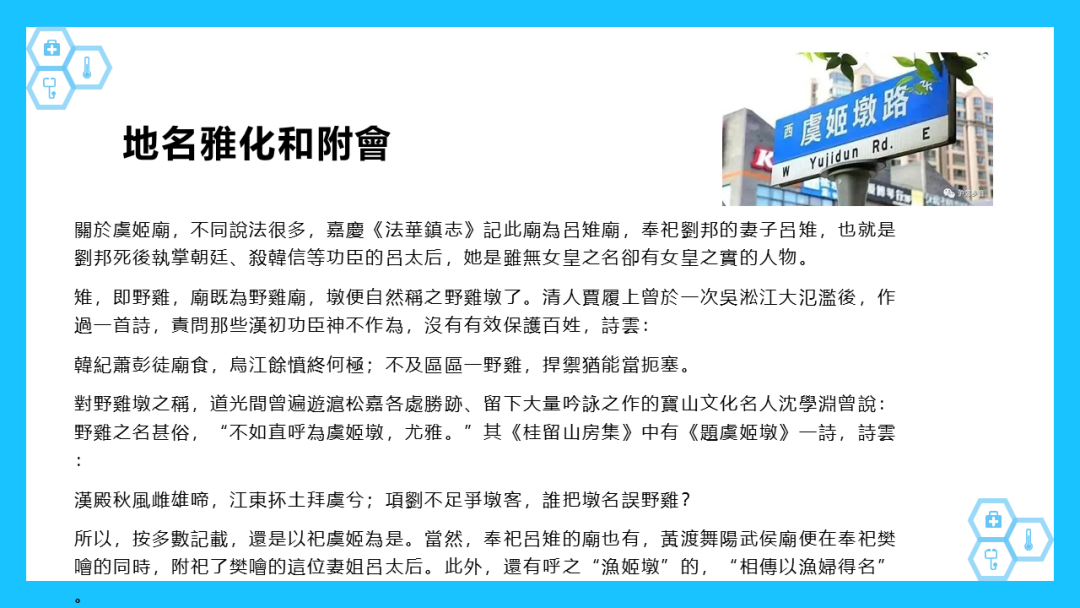 地名雅化和附會
西 虞姬墩路 东
W Yujidun Rd. E
關於虞姬廟，不同說法很多，嘉慶《法華鎮志》記此廟為呂雉廟，奉祀劉邦的妻子呂雉，也就是
劉邦死後執掌朝廷、殺韓信等功臣的呂太后，她是雖無女皇之名卻有女皇之實的人物。
雉，即野雞，廟既為野雞廟，墩便自然稱之野雞墩了。清人賈履上曾於一次吳淞江大氾濫後，作
過一首詩，責問那些漢初功臣神不作為，沒有有效保護百姓，詩雲：
韓紀蕭彭徒廟食，烏江餘憤終何極；不及區區一野雞，捍禦猶能當扼塞。
對野雞墩之稱，道光間曾遍遊滬松嘉各處勝跡、留下大量吟詠之作的寶山文化名人沈學淵曾說：
野雞之名甚俗，“不如直呼為虞姬墩，尤雅。”其《桂留山房集》中有《題虞姬墩》一詩，詩雲
：
漢殿秋風雌雄啼，江東抔土拜虞兮；項劉不足爭墩客，誰把墩名誤野雞？
所以，按多數記載，還是以祀虞姬為是。當然，奉祀呂雉的廟也有，黃渡舞陽武侯廟便在奉祀樊
噲的同時，附祀了樊噲的這位妻姐呂太后。此外，還有呼之“漁姬墩”的，“相傳以漁婦得名”
。